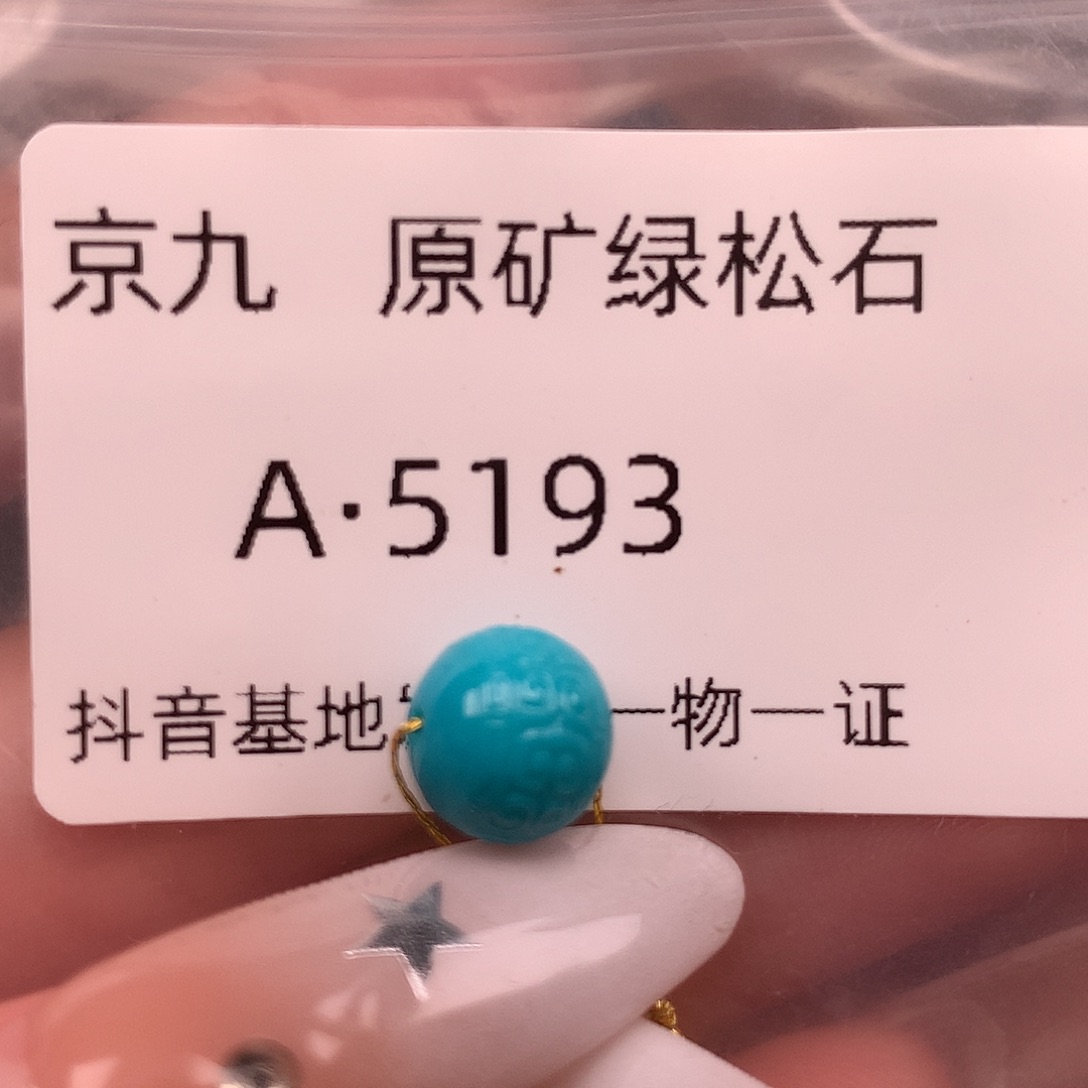 京九 原矿绿松石
A·5193
抖音基地 一物一证